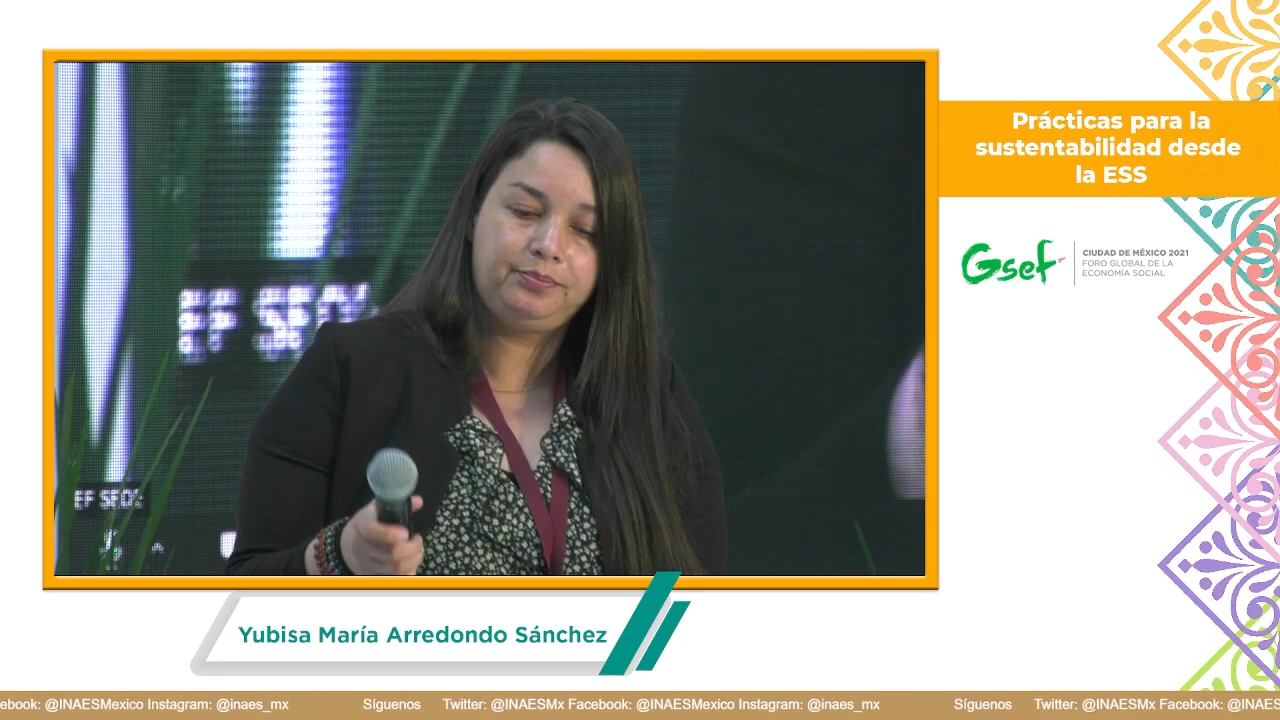 Prácticas para la
sustentabilidad desde
la ESS
Gsef
CIUDAD DE MÉXICO 2021
FORO GLOBAL DE LA
ECONOMÍA SOCIAL
Yubisa María Arredondo Sánchez
ebook: @INAESMexico Instagram: @inaes_mx Síguenos Twitter: @INAESMx Facebook: @INAESMexico Instagram: @inaes_mx Síguenos Twitter: @INAESMx Facebook: @INAES